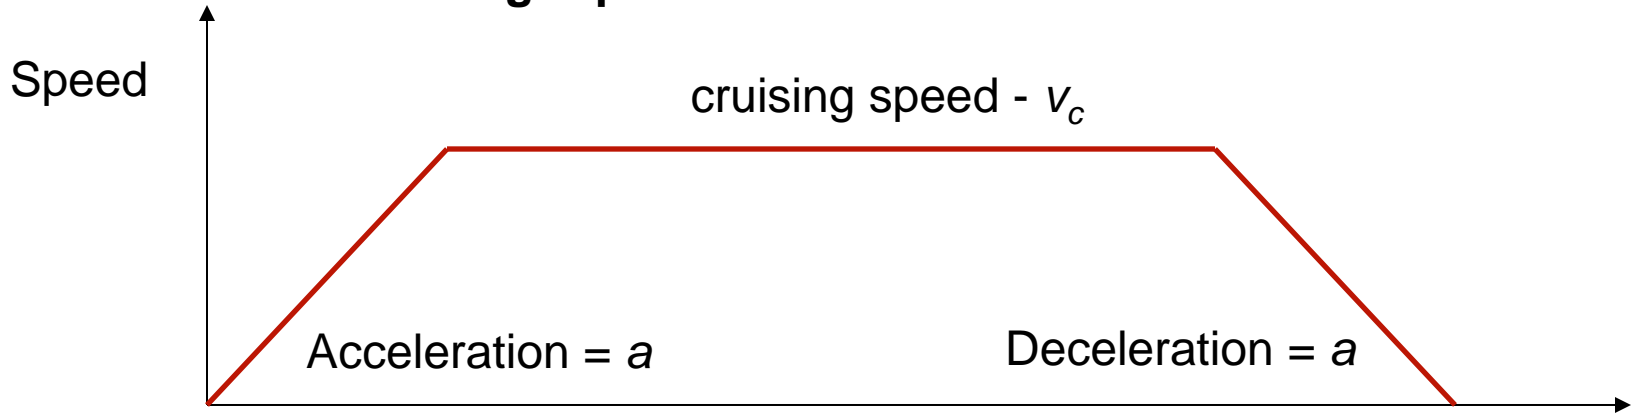 Speed
cruising speed - vc
Acceleration = a
Deceleration = a